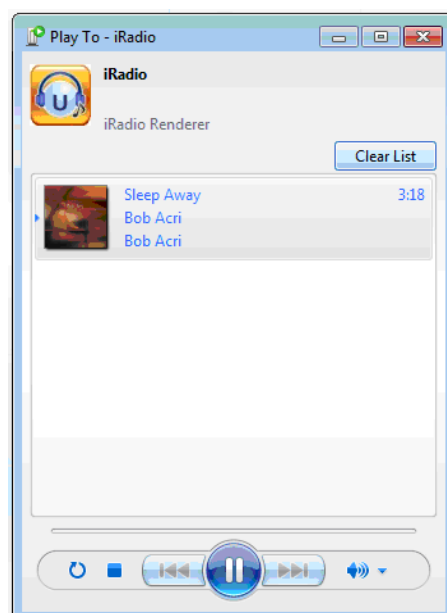 Play To - iRadio
iRadio
U
iRadio Renderer
Clear List
Sleep Away 3:18
Bob Acri
Bob Acri